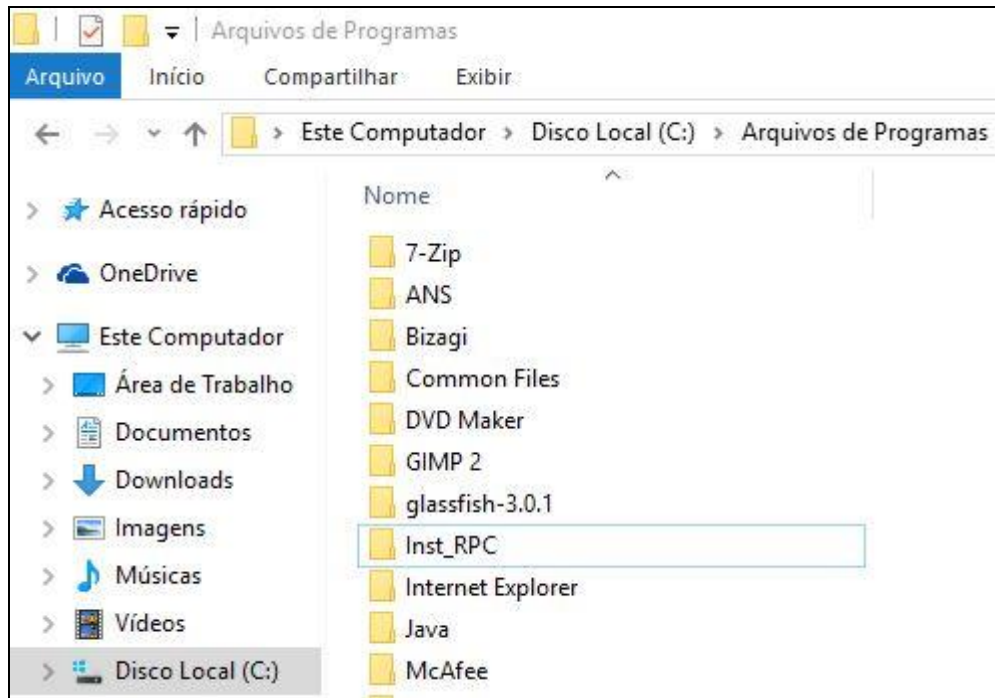 Arquivos de Programas
Arquivo Início Compartilhar Exibir
Este Computador > Disco Local (C:) > Arquivos de Programas
Acesso rápido
OneDrive
Este Computador
Área de Trabalho
Documentos
Downloads
Imagens
Músicas
Vídeos
Disco Local (C:)
Nome
7-Zip
ANS
Bizagi
Common Files
DVD Maker
GIMP 2
glassfish-3.0.1
Inst_RPC
Internet Explorer
Java
McAfee